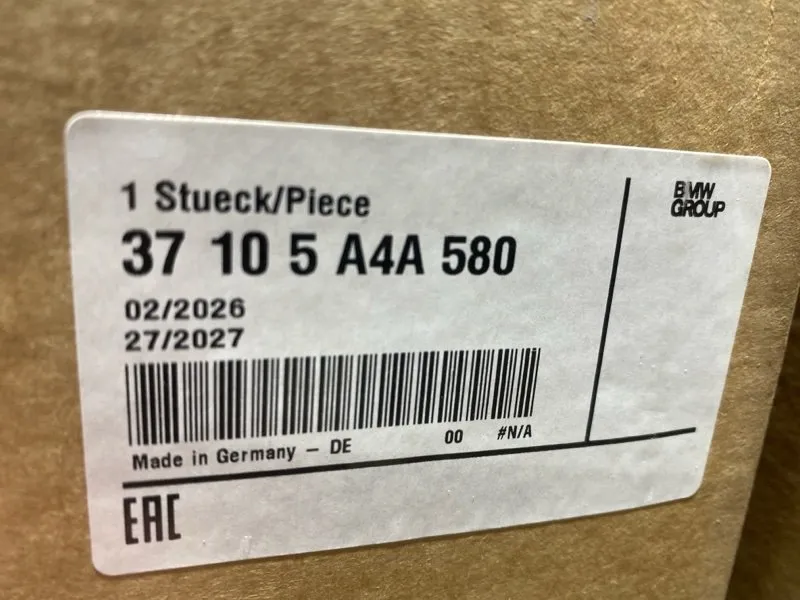 1 Stueck/Piece
BMW
GROUP
37 10 5 A4A 580
02/2026
27/2027
Made in Germany – DE 00 #N/A
EAC